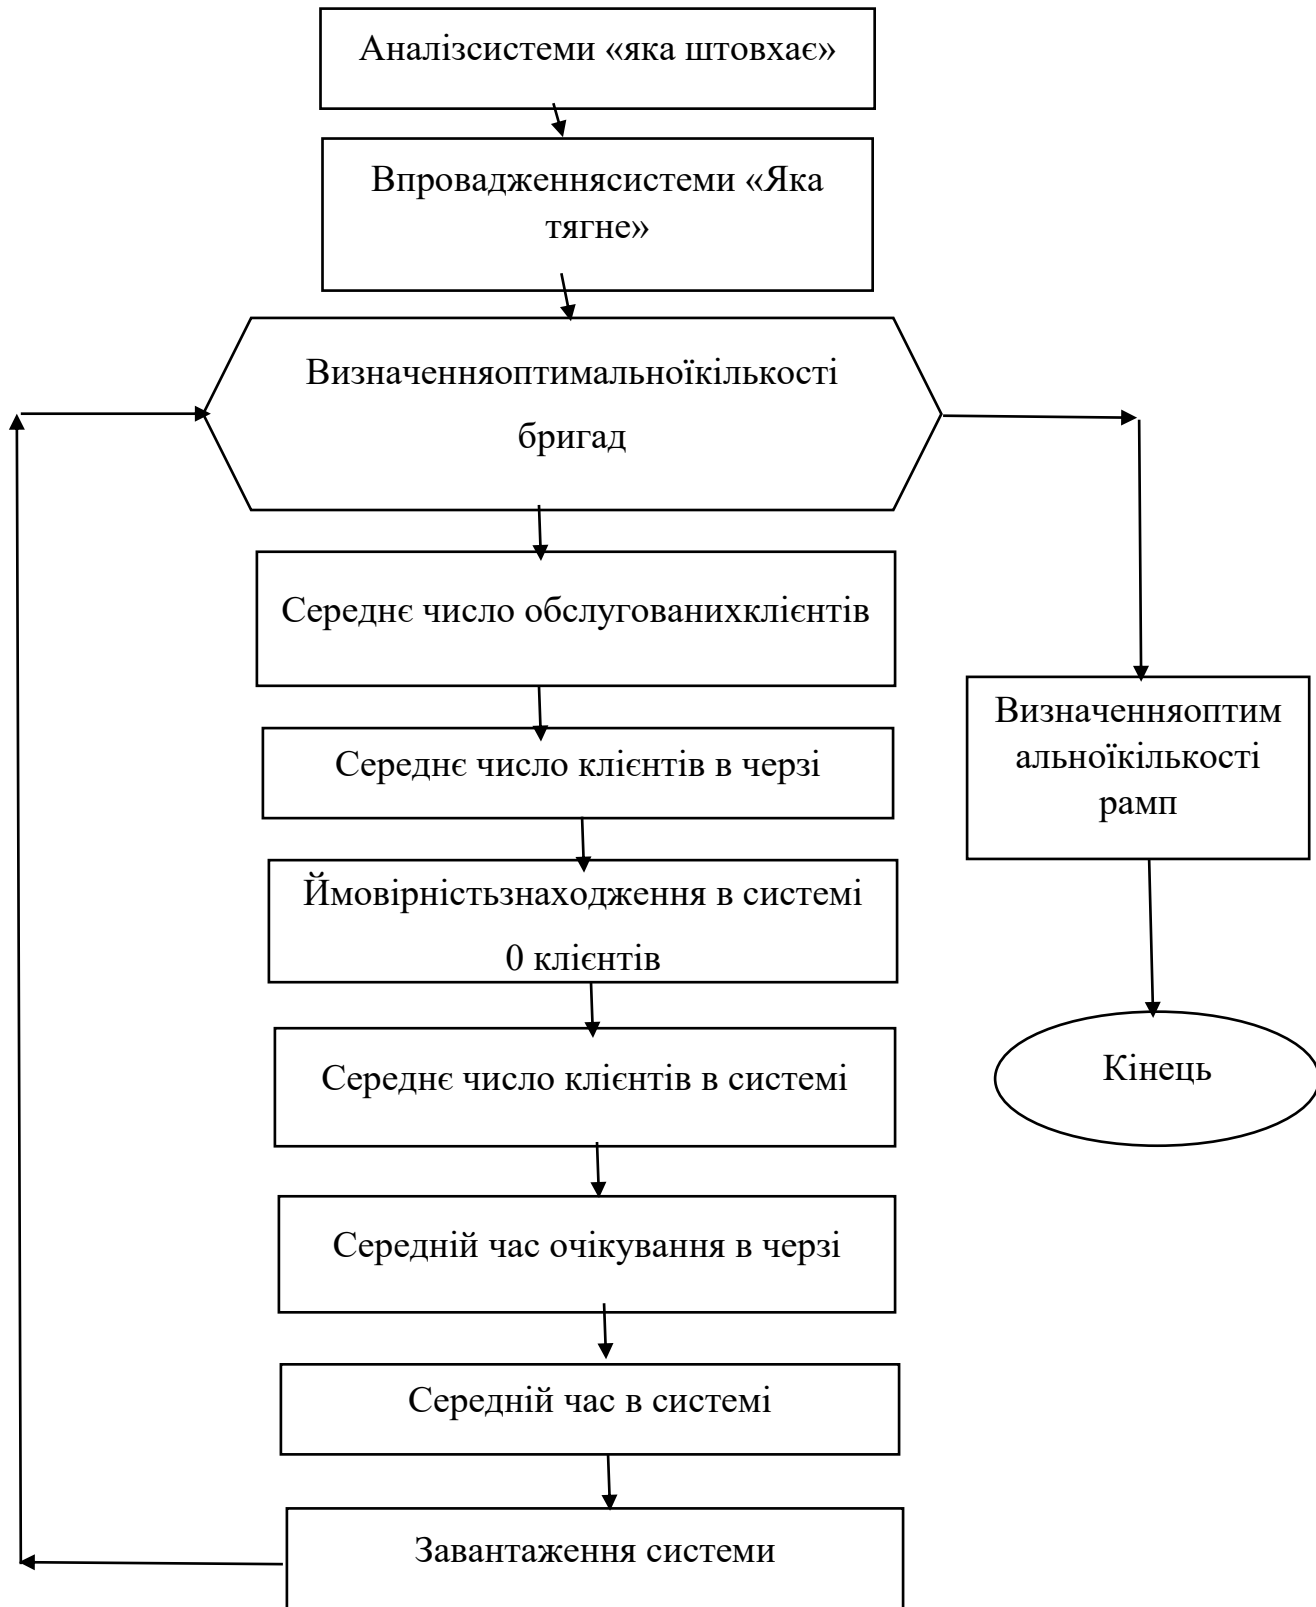 Аналізсистеми «яка штовхає»
Впровадженнясистеми «Яка
тягне»
Визначенняоптимальноїкількості
бригад
Середнє число обслугованихклієнтів
Середнє число клієнтів в черзі
Ймовірністьзнаходження в системі
0 клієнтів
Середнє число клієнтів в системі
Середній час очікування в черзі
Середній час в системі
Завантаження системи
Визначенняоптим
альноїкількості
рамп
Кінець